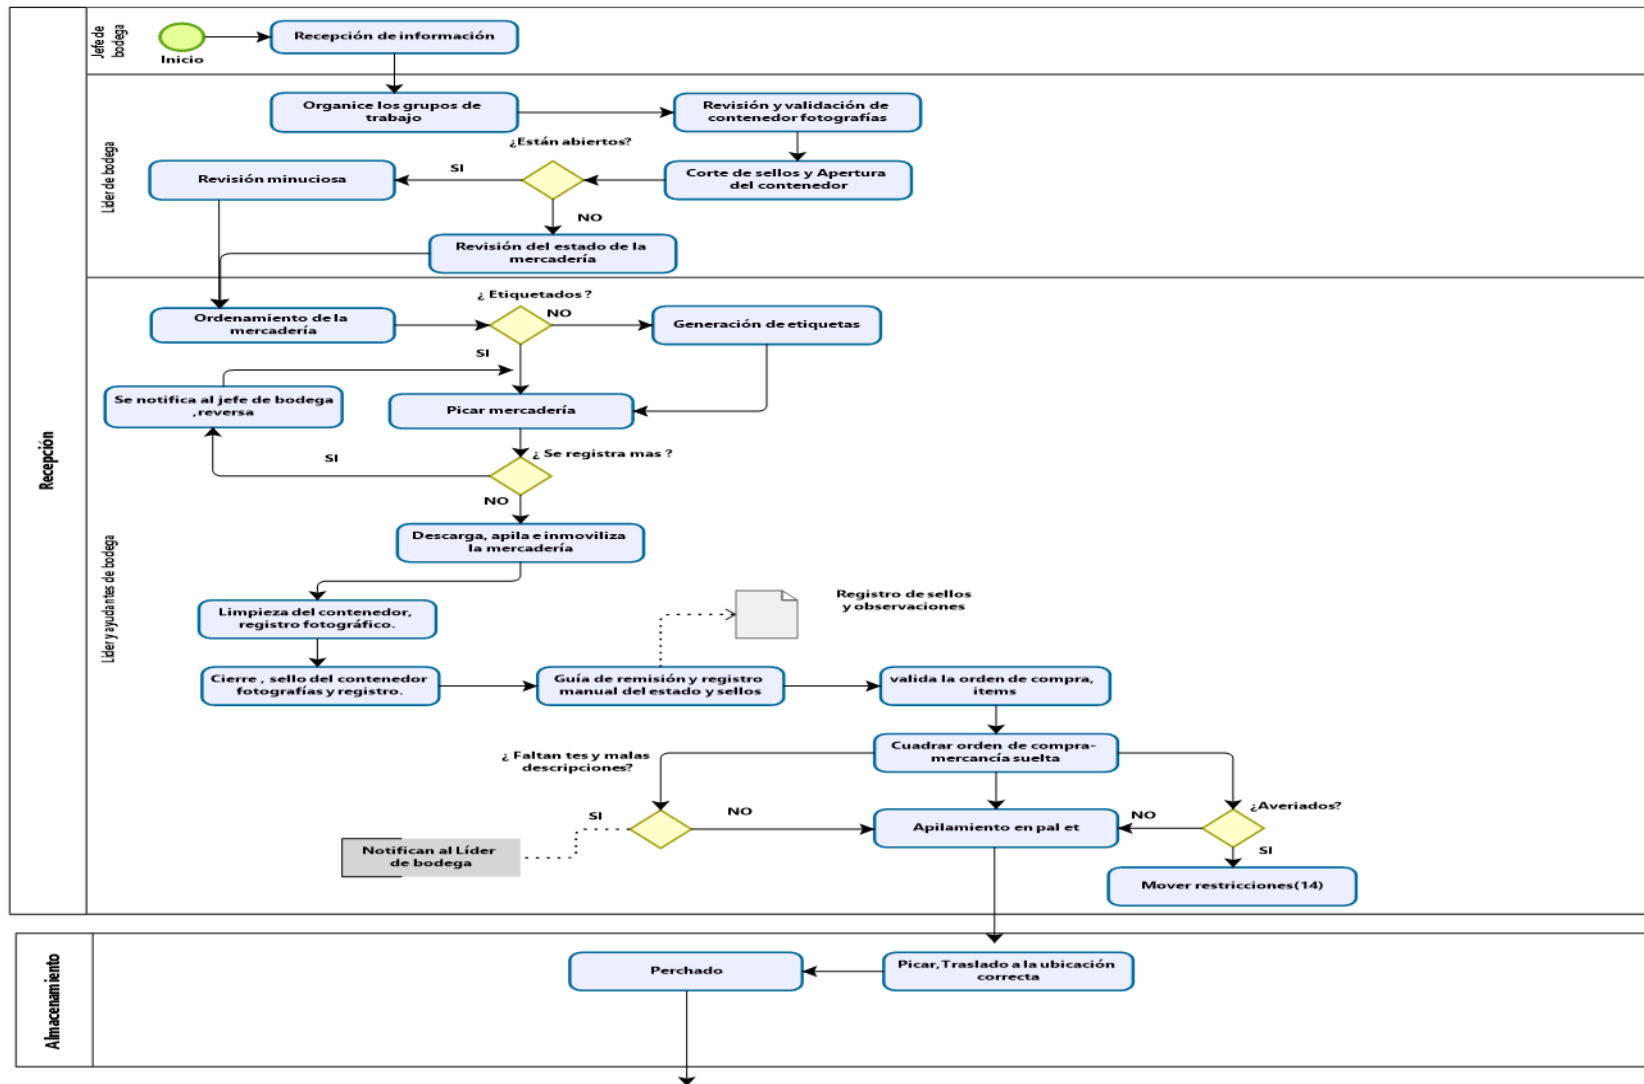 Jefe de
bodega
Inicio
Recepción de información
Recepción
Líder de bodega
Organice los grupos de
trabajo
Revisión y validación de
contenedor fotografías
¿Están abiertos?
SI
Revisión minuciosa
Corte de sellos y Apertura
del contenedor
NO
Revisión del estado de la
mercadería
Líder y ayudantes de bodega
Ordenamiento de la
mercadería
¿ Etiquetados ?
NO
Generación de etiquetas
SI
Se notifica al jefe de bodega
,reversa
Picar mercadería
SI
¿ Se registra mas ?
NO
Descarga, apila e inmoviliza
la mercadería
Limpieza del contenedor,
registro fotográfico.
Registro de sellos
y observaciones
Cierre , sello del contenedor
fotografías y registro.
Guía de remisión y registro
manual del estado y sellos
valida la orden de compra,
items
¿ Faltan tes y malas
descripciones?
Cuadrar orden de compra-
mercancía suelta
SI
NO
Apilamiento en pal et
NO
¿Averiados?
SI
Notifican al Líder
de bodega
Mover restricciones(14)
Almacenamiento
Perchado
Picar, Traslado a la ubicación
correcta